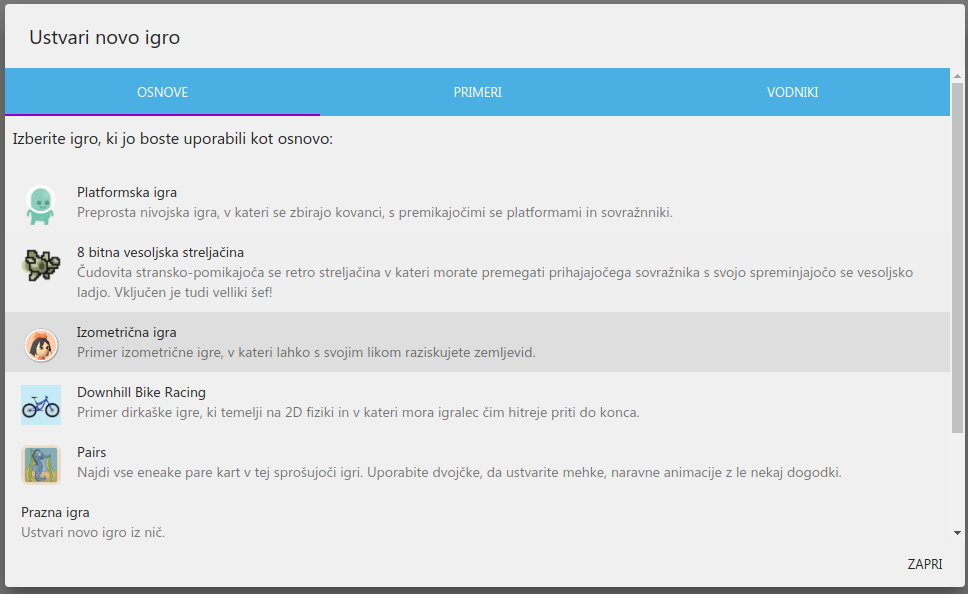 Ustvari novo igro
OSNOVE
PRIMERI
VODNIKI
Izberite igro, ki jo boste uporabili kot osnovo:
Platformska igra
Preprosta nivojska igra, v kateri se zbirajo kovanci, s premikajočimi se platformami in sovražnniki.
8 bitna vesoljska streljačina
Čudovita stransko-pomikajoča se retro streljačina v kateri morate premegati prihajajočega sovražnika s svojo spreminjajočo se vesoljsko
ladjo. Vključen je tudi velliki šef!
Izometrična igra
Primer izometrične igre, v kateri lahko s svojim likom raziskujete zemljevid.
Downhill Bike Racing
Primer dirkaške igre, ki temelji na 2D fiziki in v kateri mora igralec čim hitreje priti do konca.
Pairs
Najdi vse eneake pare kart v tej sprošujoči igri. Uporabite dvojčke, da ustvarite mehke, naravne animacije z le nekaj dogodki.
Prazna igra
Ustvari novo igro iz nič.
ZAPRI